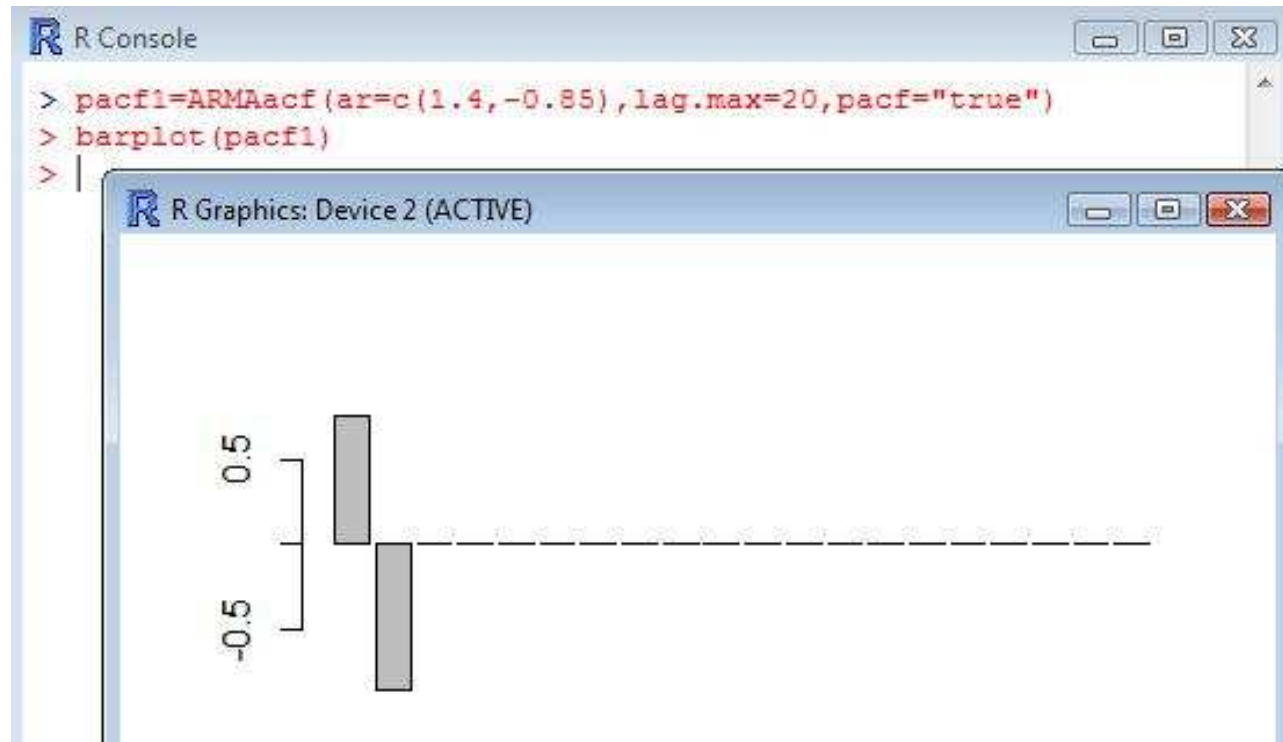 R R Console
> pacf1=ARMAacf(ar=c(1.4,-0.85),lag.max=20,pacf="true")
> barplot(pacf1)
>
R R Graphics: Device 2 (ACTIVE)
0.5
-0.5